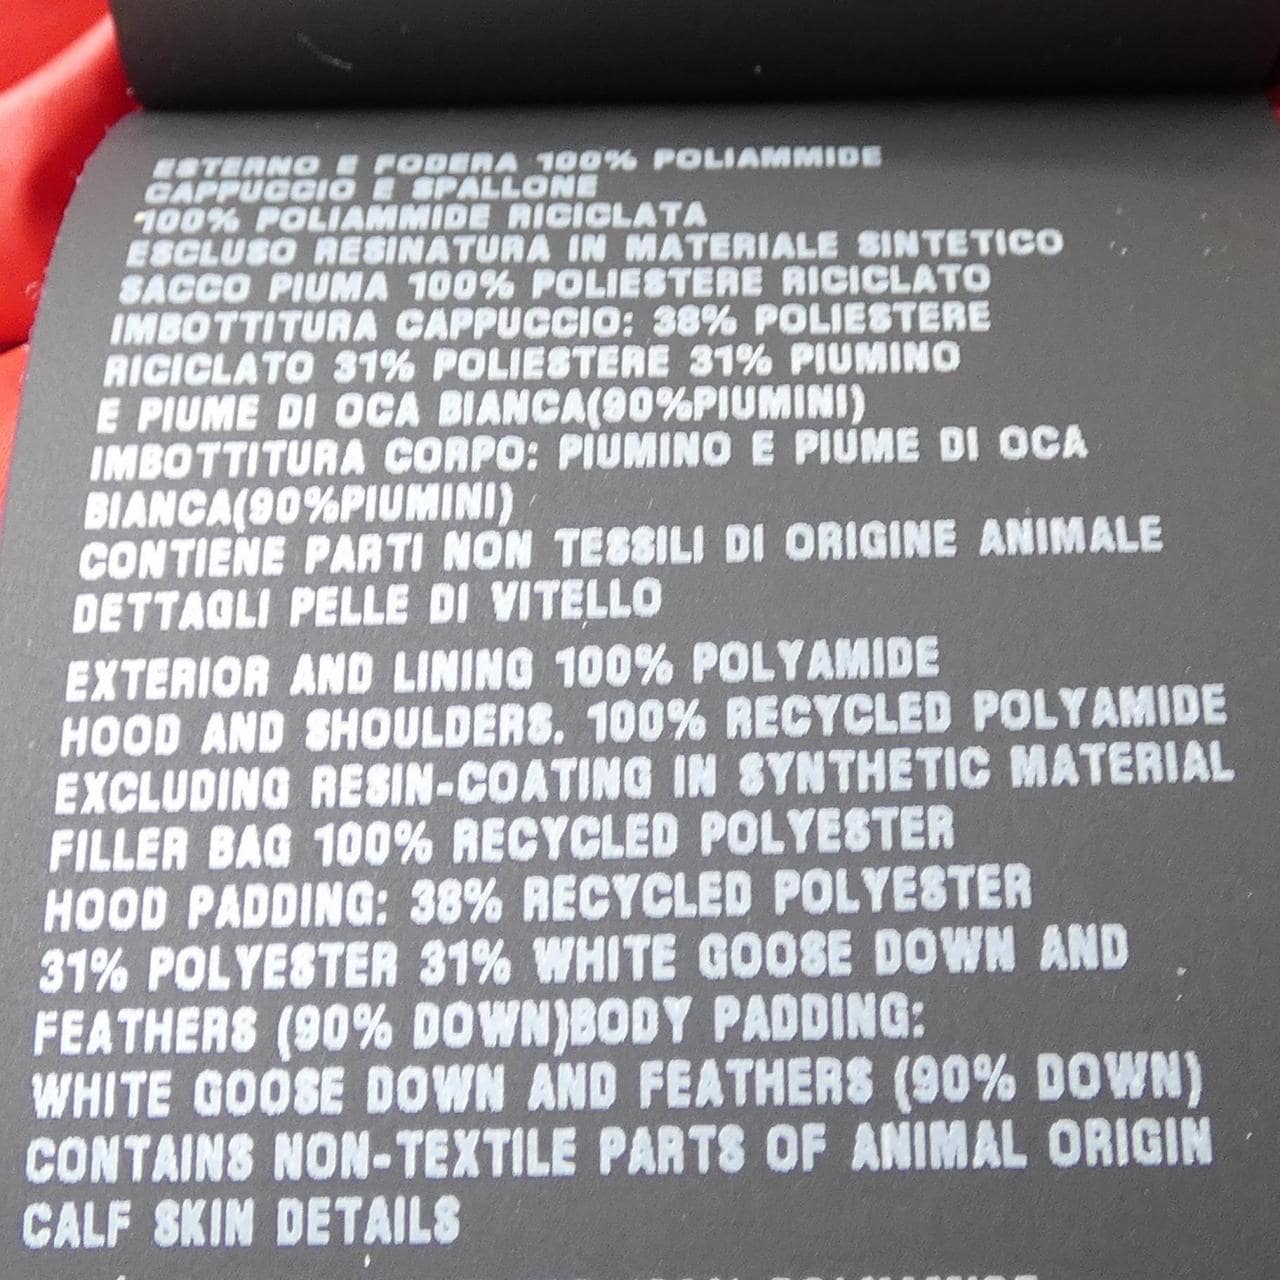 ESTERNO E FODERA 100% POLIAMMIDE
CAPPUCCIO E SPALLONE
100% POLIAMMIDE RICICLATA
ESCLUSO RESINATURA IN MATERIALE SINTETICO
SACCO PIUMA 100% POLIESTERE RICICLATO
IMBOTTITURA CAPPUCCIO: 38% POLIESTERE
RICICLATO 31% POLIESTERE 31% PIUMINO
E PIUME DI OCA BIANCA(90%PIUMINI)
IMBOTTITURA CORPO: PIUMINO E PIUME DI OCA
BIANCA(90%PIUMINI)
CONTIENE PARTI NON TESSILI DI ORIGINE ANIMALE
DETTAGLI PELLE DI VITELLO
EXTERIOR AND LINING 100% POLYAMIDE
HOOD AND SHOULDERS. 100% RECYCLED POLYAMIDE
EXCLUDING RESIN-COATING IN SYNTHETIC MATERIAL
FILLER BAG 100% RECYCLED POLYESTER
HOOD PADDING: 38% RECYCLED POLYESTER
31% POLYESTER 31% WHITE GOOSE DOWN AND
FEATHERS (90% DOWN)BODY PADDING:
WHITE GOOSE DOWN AND FEATHERS (90% DOWN)
CONTAINS NON-TEXTILE PARTS OF ANIMAL ORIGIN
CALF SKIN DETAILS